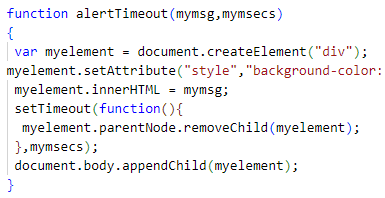 function alertTimeout(mymsg,mymsecs)
{
 var myelement = document.createElement("div");
myelement.setAttribute("style","background-color:
 myelement.innerHTML = mymsg;
 setTimeout(function(){
  myelement.parentNode.removeChild(myelement);
 },mymsecs);
 document.body.appendChild(myelement);
}